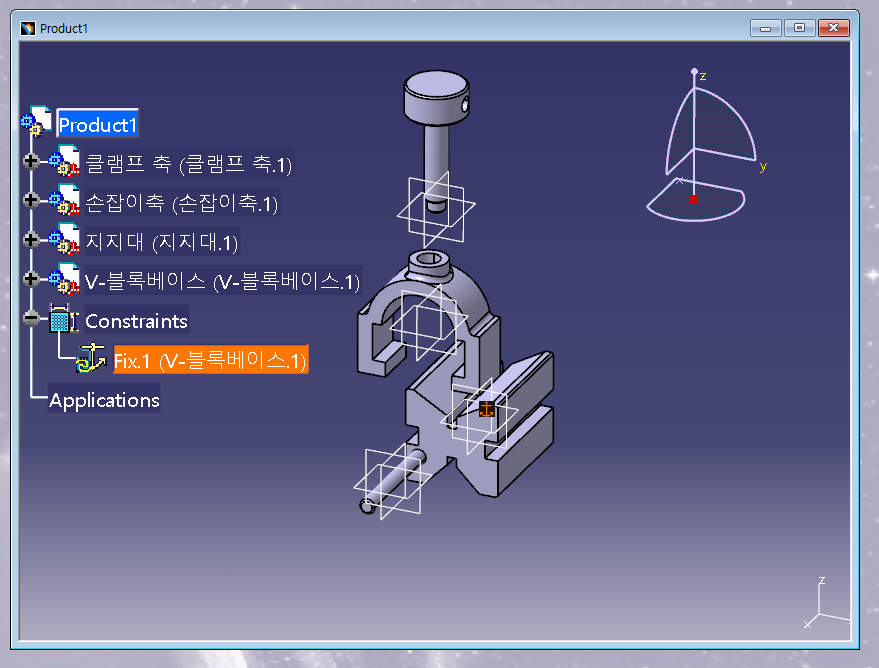 Product1
Product1
클램프 축 (클램프 축.1)
손잡이축 (손잡이축.1)
지지대 (지지대.1)
V-블록베이스 (V-블록베이스.1)
Constraints
Fix.1 (V-블록베이스.1)
Applications
z
y
x
z
x